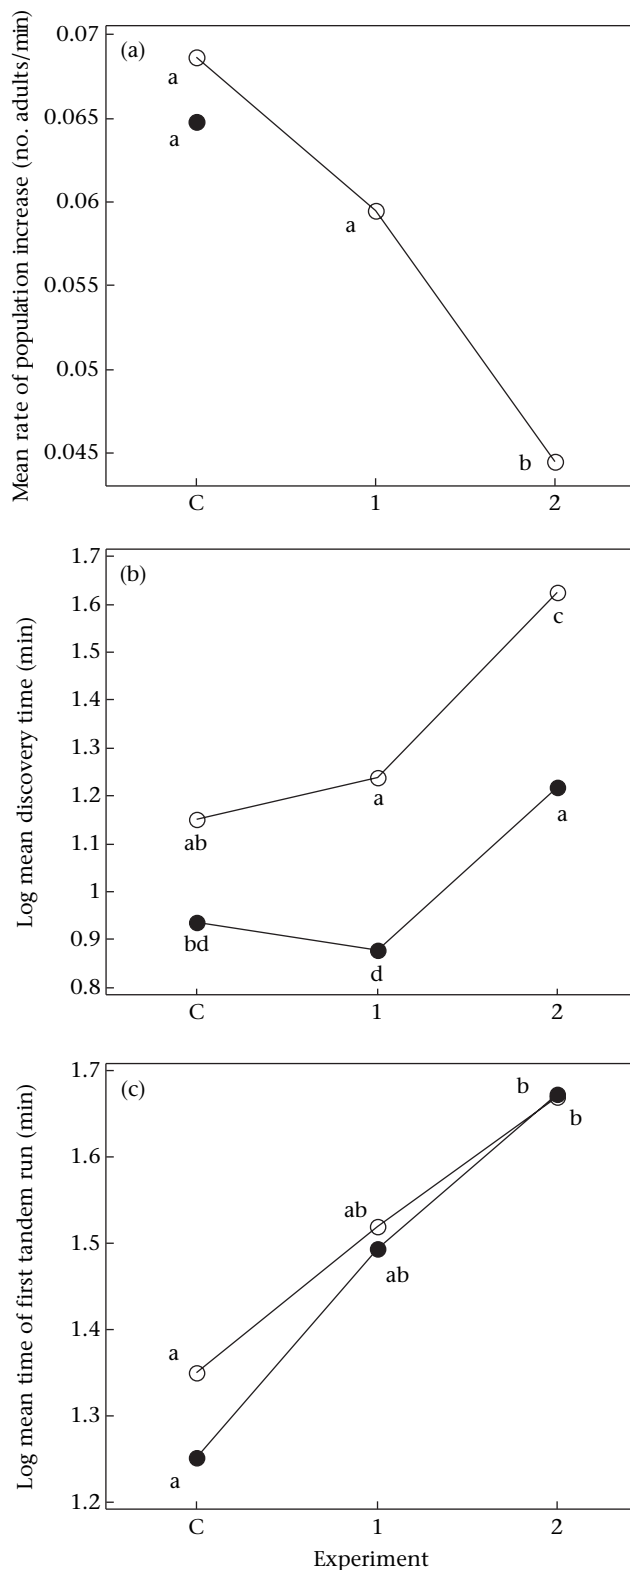 Mean rate of population increase (no. adults/min)
(a)
0.07
0.065
0.06
0.055
0.05
0.045
a
a
a
b
C 1 2
Log mean discovery time (min)
(b)
1.7
1.6
1.5
1.4
1.3
1.2
1.1
1
0.9
0.8
c
a
ab
a
bd
d
C 1 2
Log mean time of first tandem run (min)
(c)
1.7
1.6
1.5
1.4
1.3
1.2
b
b
ab
ab
a
a
C 1 2
Experiment